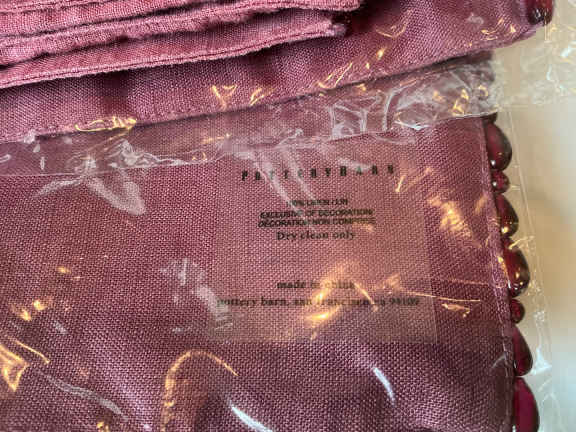 POTTERYBARN
100% LINEN / LIN
EXCLUSIVE OF DECORATION/
DÉCORATION NON COMPRISE
Dry clean only
made in china
pottery barn, san francisco, ca 94109